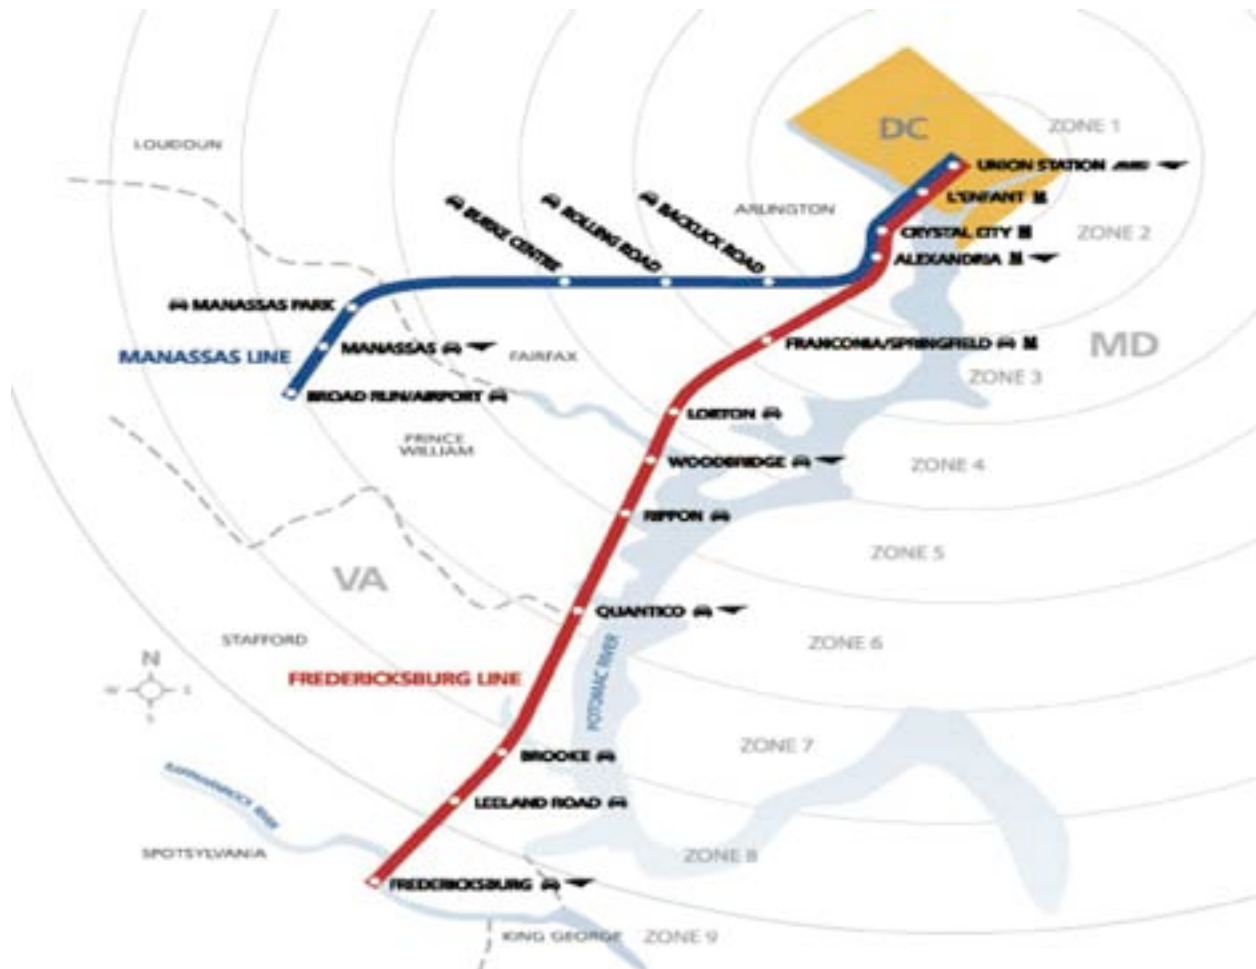 LOUDOUN
DC
ZONE 1
UNION STATION
L'ENFANT
ARLINGTON
CRYSTAL CITY
ZONE 2
ALEXANDRIA
BURKE CENTRE
ROLLING ROAD
BACKLICK ROAD
MANASSAS PARK
MANASSAS LINE
MANASSAS
FAIRFAX
FRANCONIA/SPRINGFIELD
MD
ZONE 3
BROAD RUN/AIRPORT
LORTON
PRINCE
WILLIAM
WOODBRIDGE
ZONE 4
RIPPON
ZONE 5
VA
QUANTICO
STAFFORD
ZONE 6
N
W
E
S
FREDERICKSBURG LINE
POTOMAC RIVER
BROOKE
ZONE 7
LEELAND ROAD
RAPPAHANNOCK RIVER
SPOTSYLVANIA
ZONE 8
FREDERICKSBURG
KING GEORGE
ZONE 9